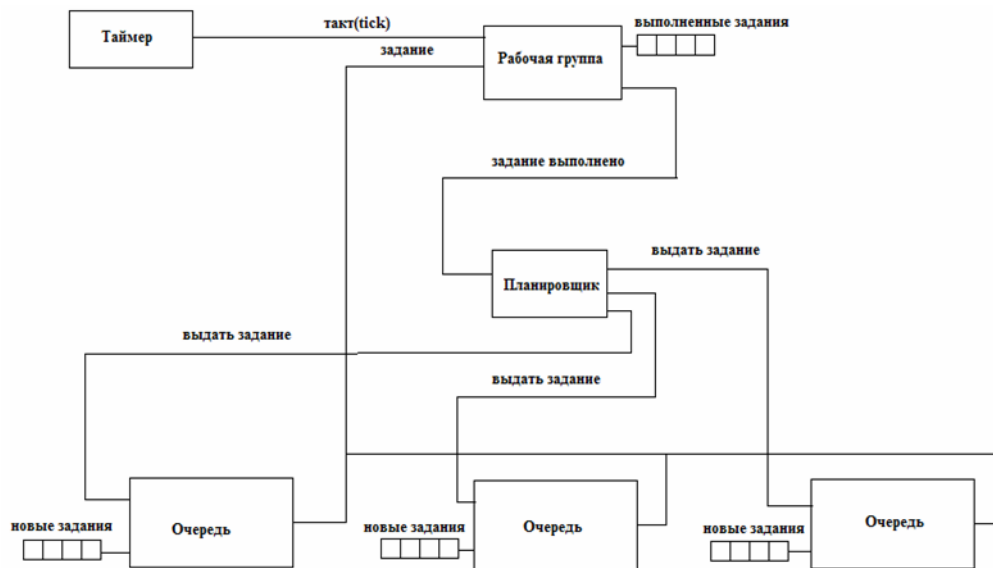 Таймер
такт(tick)
задание
Рабочая группа
выполненные задания
задание выполнено
выдать задание
Планировщик
выдать задание
выдать задание
новые задания
Очередь
новые задания
Очередь
новые задания
Очередь